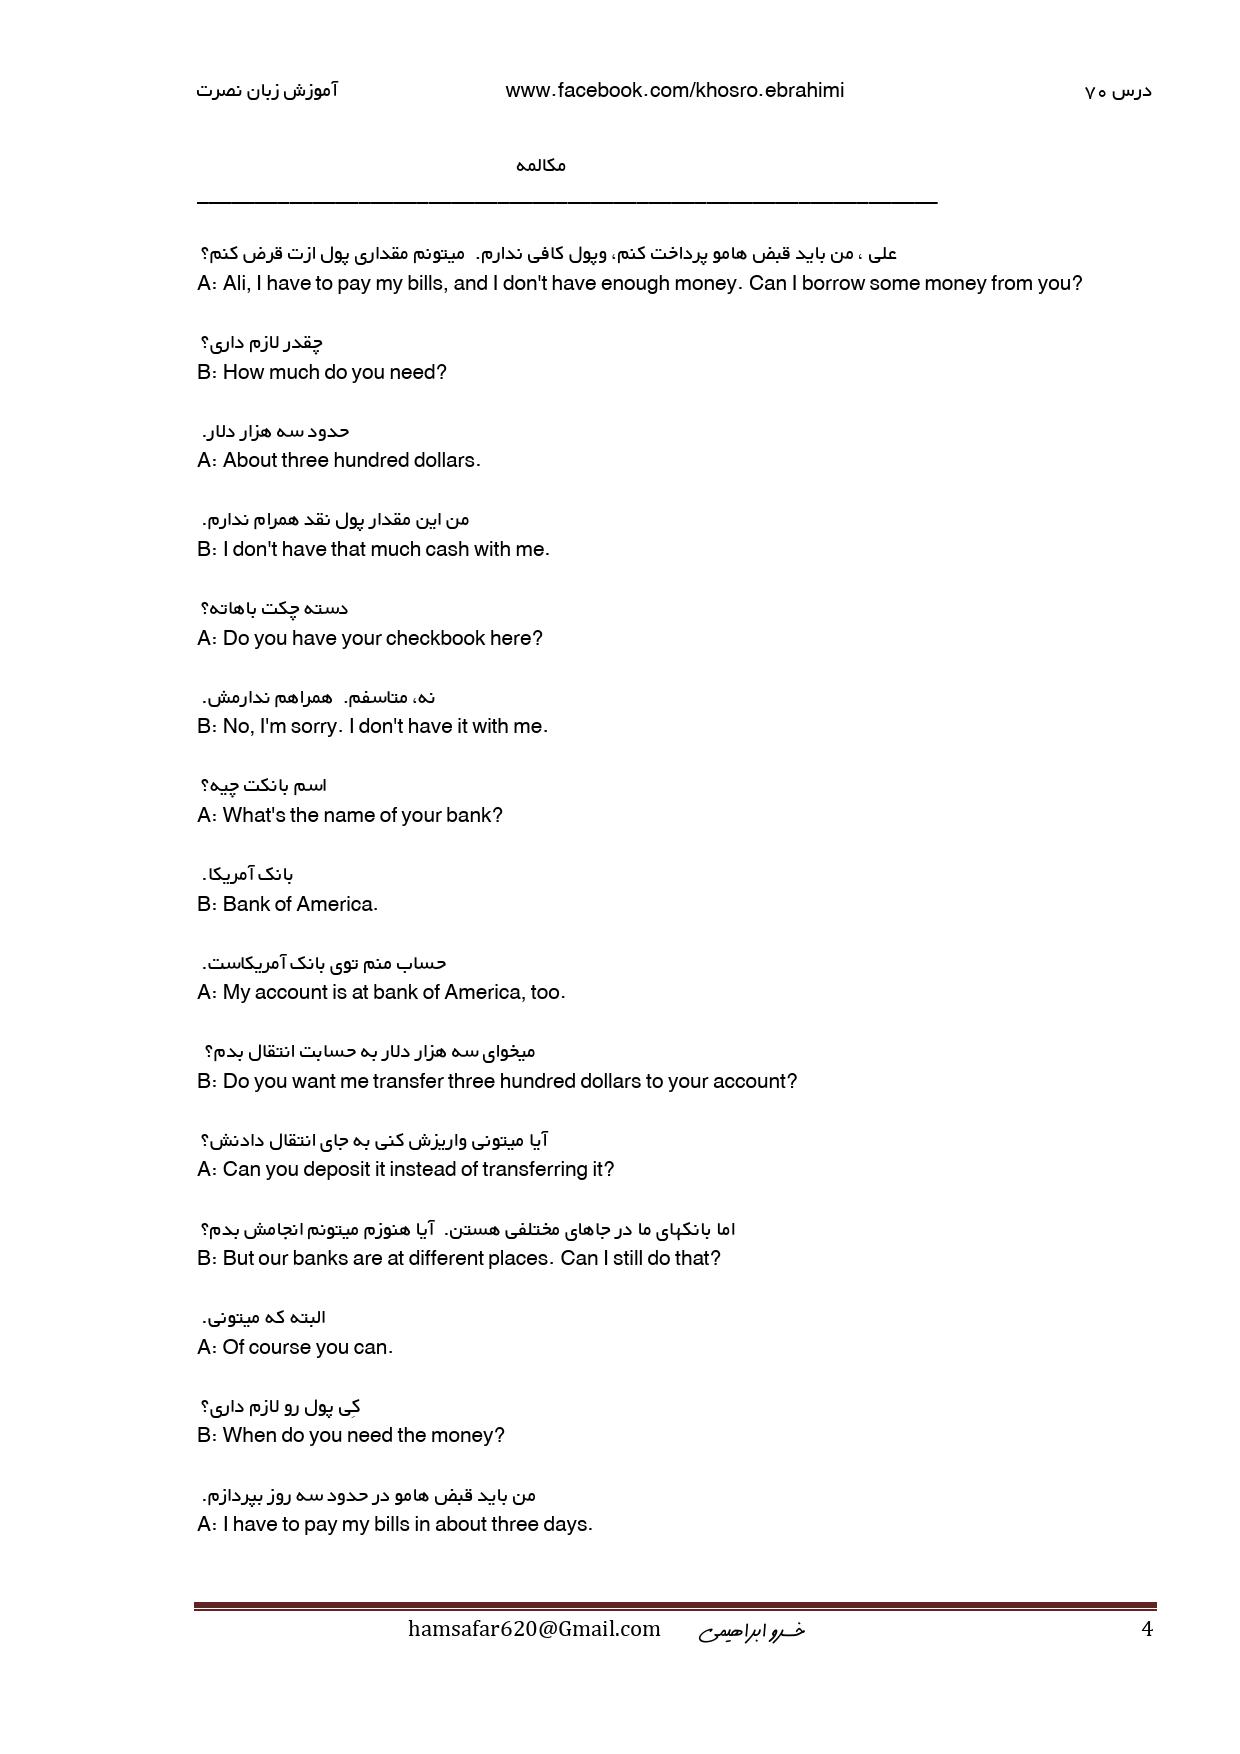 درس ۷۰ www.facebook.com/khosro.ebrahimi آموزش زبان نصرت
مکالمه
علی ، من باید قبض هامو پرداخت کنم، وپول کافی ندارم. میتونم مقداری پول ازت قرض کنم؟
A: Ali, I have to pay my bills, and I don't have enough money. Can I borrow some money from you?
چقدر لازم داری؟
B: How much do you need?
حدود سه هزار دلار.
A: About three hundred dollars.
من این مقدار پول نقد همرام ندارم.
B: I don't have that much cash with me.
دسته چکت باهاته؟
A: Do you have your checkbook here?
نه، متاسفم. همراهم ندارمش.
B: No, I'm sorry. I don't have it with me.
اسم بانکت چیه؟
A: What's the name of your bank?
بانک آمریکا.
B: Bank of America.
حساب منم توی بانک آمریکاست.
A: My account is at bank of America, too.
میخوای سه هزار دلار به حسابت انتقال بدم؟
B: Do you want me transfer three hundred dollars to your account?
آیا میتونی واریزش کنی به جای انتقال دادنش؟
A: Can you deposit it instead of transferring it?
اما بانکهای ما در جاهای مختلفی هستن. آیا هنوزم میتونم انجامش بدم؟
B: But our banks are at different places. Can I still do that?
البته که میتونی.
A: Of course you can.
کِی پول رو لازم داری؟
B: When do you need the money?
من باید قبض هامو در حدود سه روز بپردازم.
A: I have to pay my bills in about three days.
hamsafar620@Gmail.com خسرو ابراهیمی 4